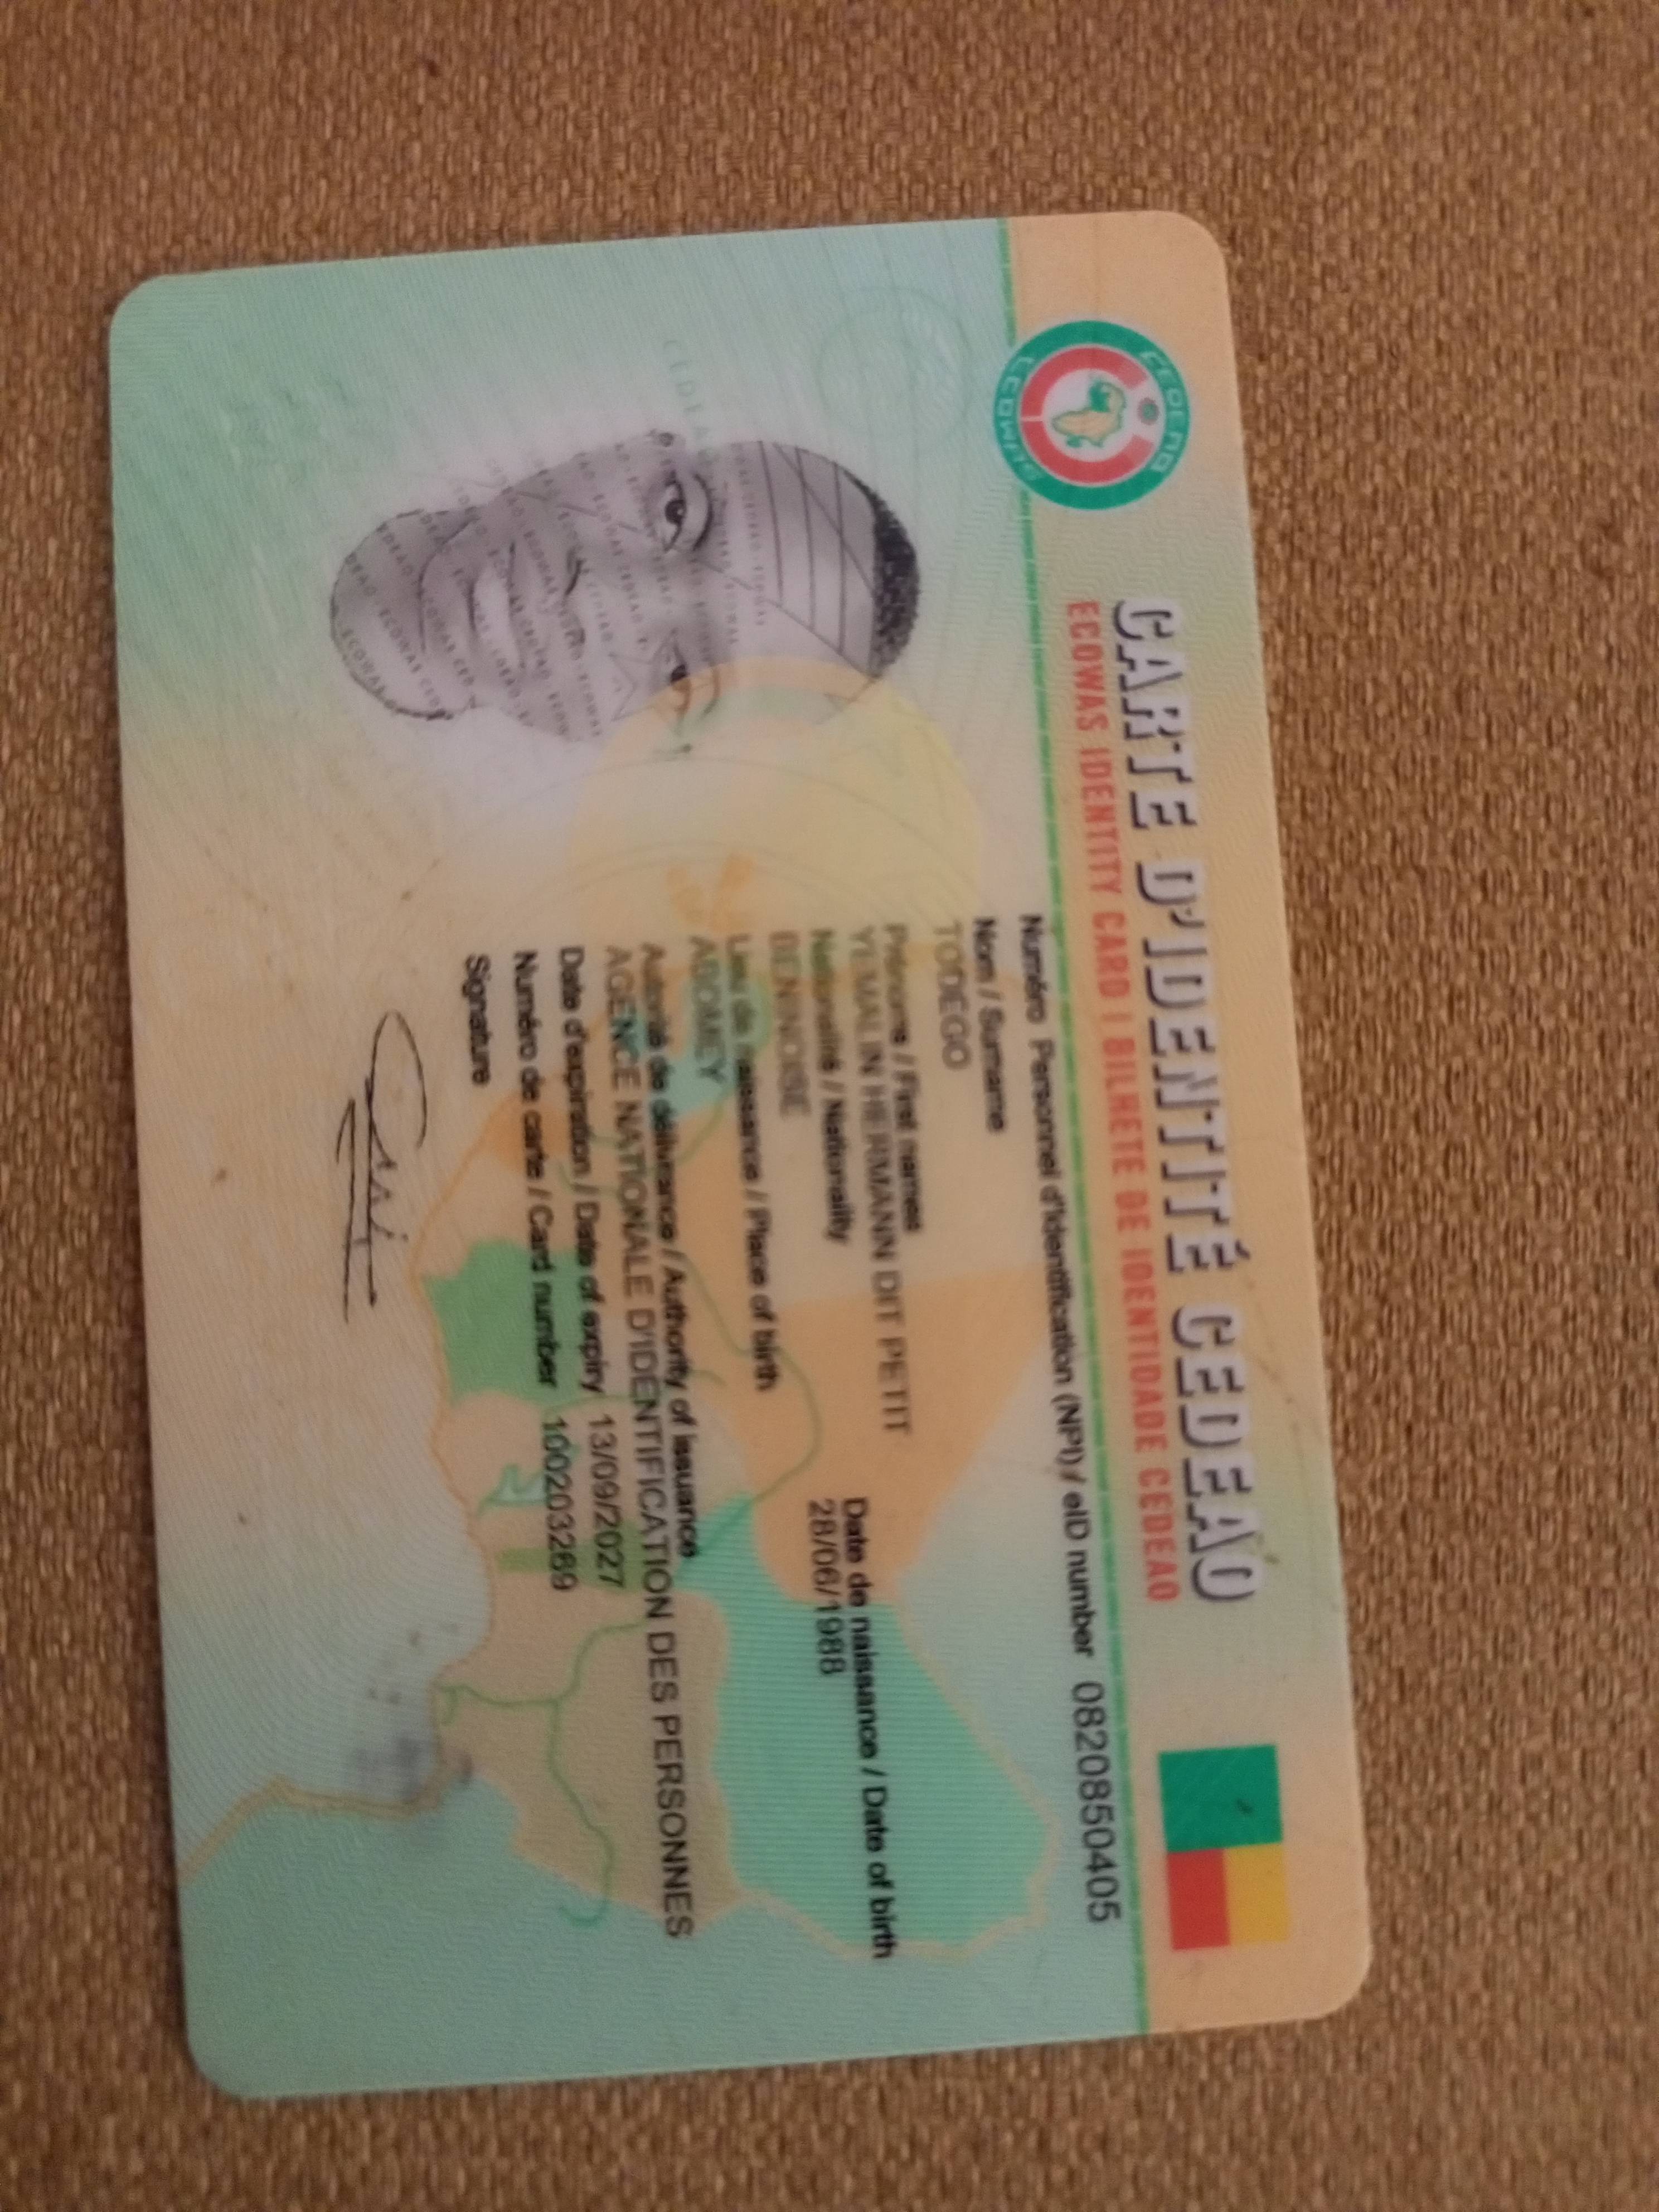 CEDEAO
ECOWAS
CARTE D'IDENTITÉ CEDEAO
ECOWAS IDENTITY CARD / BILHETE DE IDENTIDADE CEDEAO
Numéro Personnel d'Identification (NPI) / eID number 0820850405
Nom / Surname
TODEGO
Prénoms / First names
YEMALIN HERMANN DIT PETIT
Nationalité / Nationality
BENINOISE
Date de naissance / Date of birth
28/06/1988
Lieu de naissance / Place of birth
ABOMEY
Autorité de délivrance / Authority of issuance
AGENCE NATIONALE D'IDENTIFICATION DES PERSONNES
Date d'expiration / Date of expiry 13/09/2027
Numéro de carte / Card number 100203269
Signature